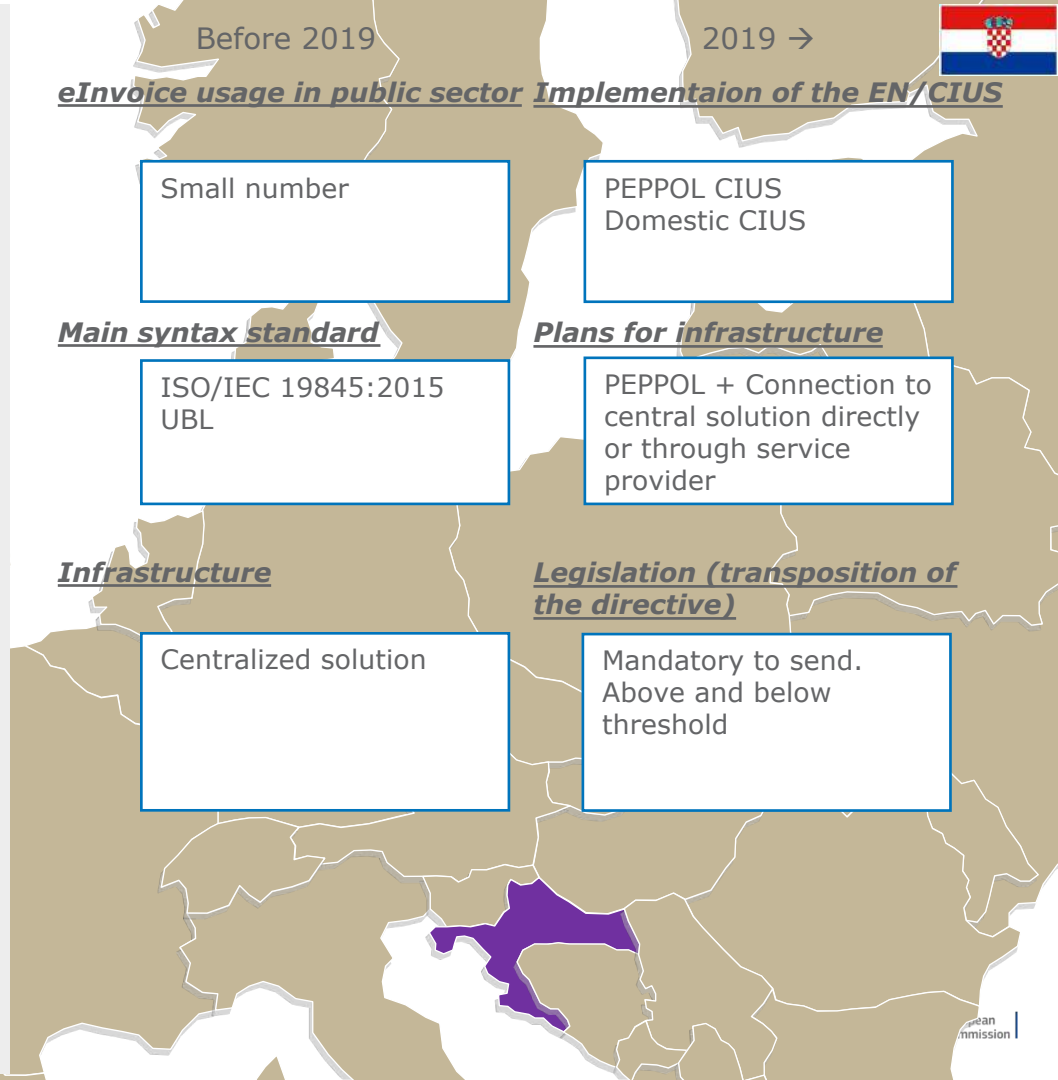 Before 2019
2019 →
eInvoice usage in public sector
Implementaion of the EN/CIUS
Small number
PEPPOL CIUS
Domestic CIUS
Main syntax standard
Plans for infrastructure
ISO/IEC 19845:2015
UBL
PEPPOL + Connection to
central solution directly
or through service
provider
Infrastructure
Legislation (transposition of
the directive)
Centralized solution
Mandatory to send.
Above and below
threshold